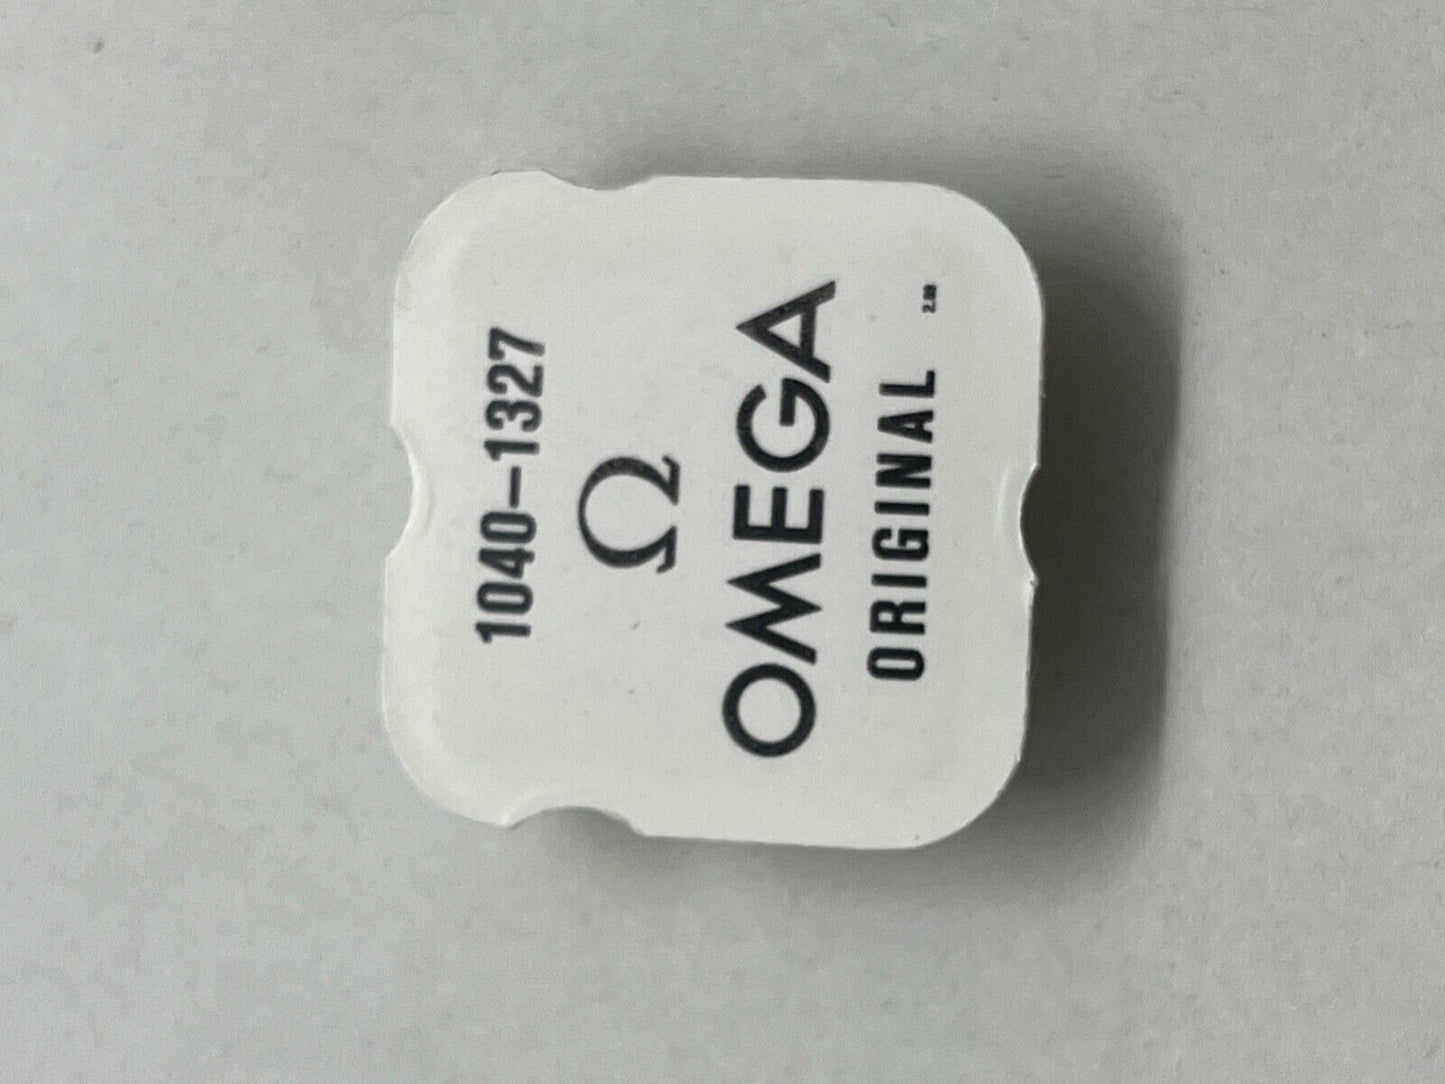 1040-1327
Ω
OMEGA
ORIGINAL